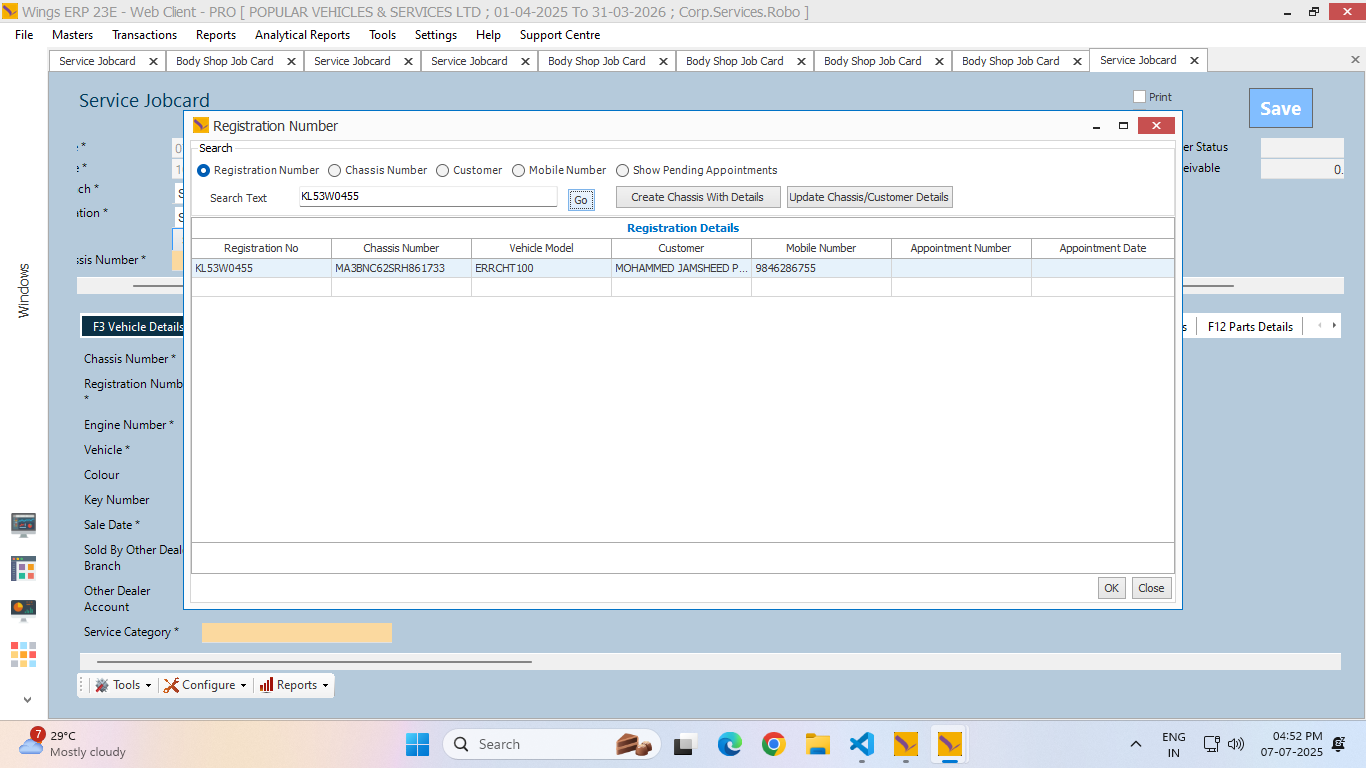 Wings ERP 23E - Web Client - PRO [ POPULAR VEHICLES & SERVICES LTD ; 01-04-2025 To 31-03-2026 ; Corp.Services.Robo ]
File Masters Transactions Reports Analytical Reports Tools Settings Help Support Centre
Service Jobcard Body Shop Job Card Service Jobcard Service Jobcard Body Shop Job Card Body Shop Job Card Body Shop Job Card Body Shop Job Card Service Jobcard
Service Jobcard
Print
Save
Registration Number
Search
Registration Number Chassis Number Customer Mobile Number Show Pending Appointments
Search Text KL53W0455 Go Create Chassis With Details Update Chassis/Customer Details
Registration Details
Registration No Chassis Number Vehicle Model Customer Mobile Number Appointment Number Appointment Date
KL53W0455 MA3BNC62SRH861733 ERRCHT100 MOHAMMED JAMSHEED P... 9846286755
OK Close
er Status
eivable 0.
ch *
ation *
ssis Number *
Windows
F3 Vehicle Details
s F12 Parts Details
Chassis Number *
Registration Numb
*
Engine Number *
Vehicle *
Colour
Key Number
Sale Date *
Sold By Other Deal
Branch
Other Dealer
Account
Service Category *
Tools Configure Reports
7 29°C
Mostly cloudy
Search
ENG
IN
04:52 PM
07-07-2025